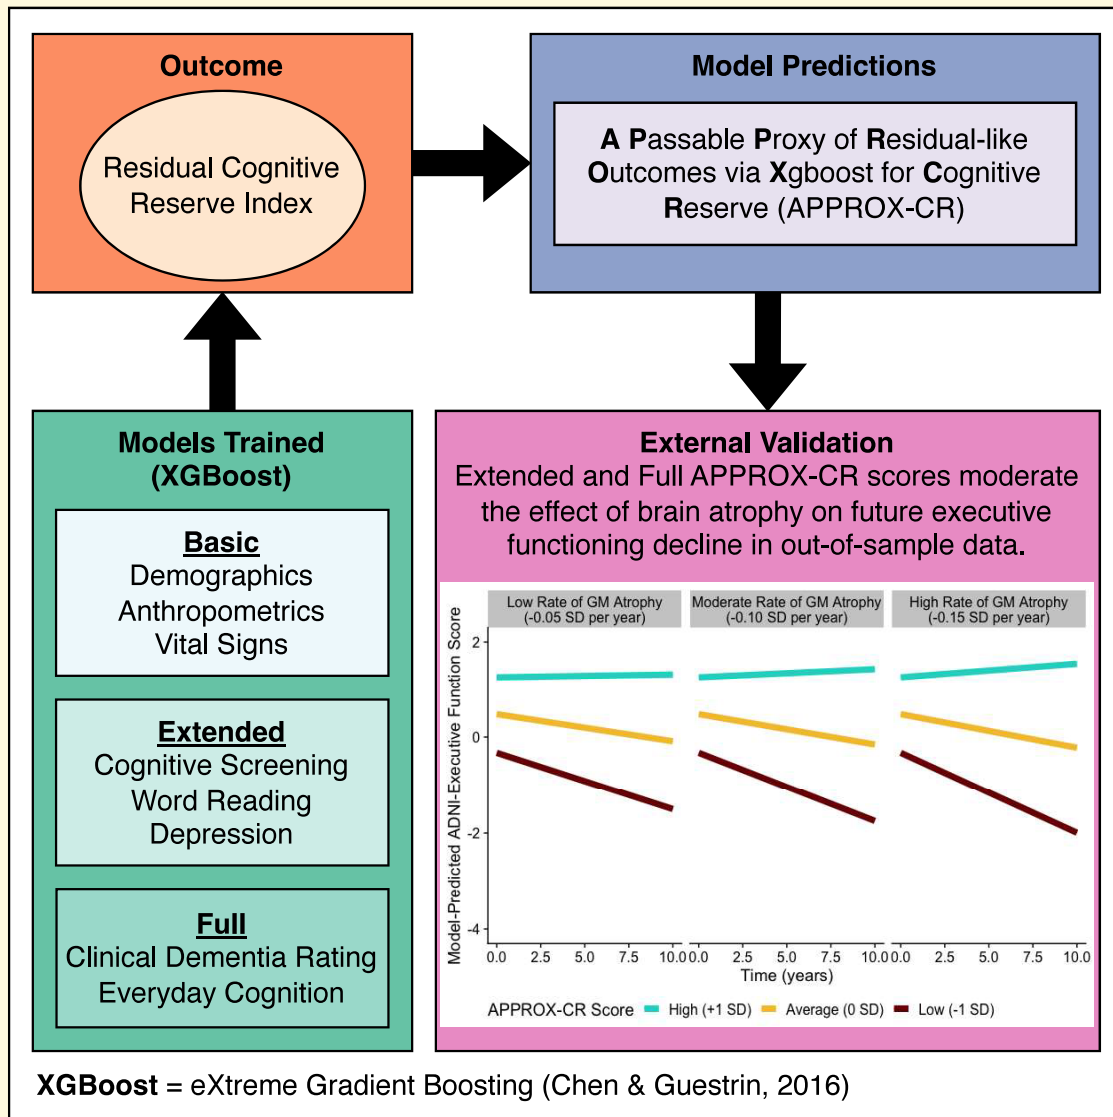 Outcome
Residual Cognitive
Reserve Index
Model Predictions
A Passable Proxy of Residual-like
Outcomes via Xgboost for Cognitive
Reserve (APPROX-CR)
Models Trained
(XGBoost)
Basic
Demographics
Anthropometrics
Vital Signs
Extended
Cognitive Screening
Word Reading
Depression
Full
Clinical Dementia Rating
Everyday Cognition
External Validation
Extended and Full APPROX-CR scores moderate
the effect of brain atrophy on future executive
functioning decline in out-of-sample data.
Low Rate of GM Atrophy
(-0.05 SD per year)
Moderate Rate of GM Atrophy
(-0.10 SD per year)
High Rate of GM Atrophy
(-0.15 SD per year)
Model-Predicted ADNI-Executive Function Score
2
0
-2
-4
0.0 2.5 5.0 7.5 10.0 0.0 2.5 5.0 7.5 10.0 0.0 2.5 5.0 7.5 10.0
Time (years)
APPROX-CR Score High (+1 SD) Average (0 SD) Low (-1 SD)
XGBoost = eXtreme Gradient Boosting (Chen & Guestrin, 2016)